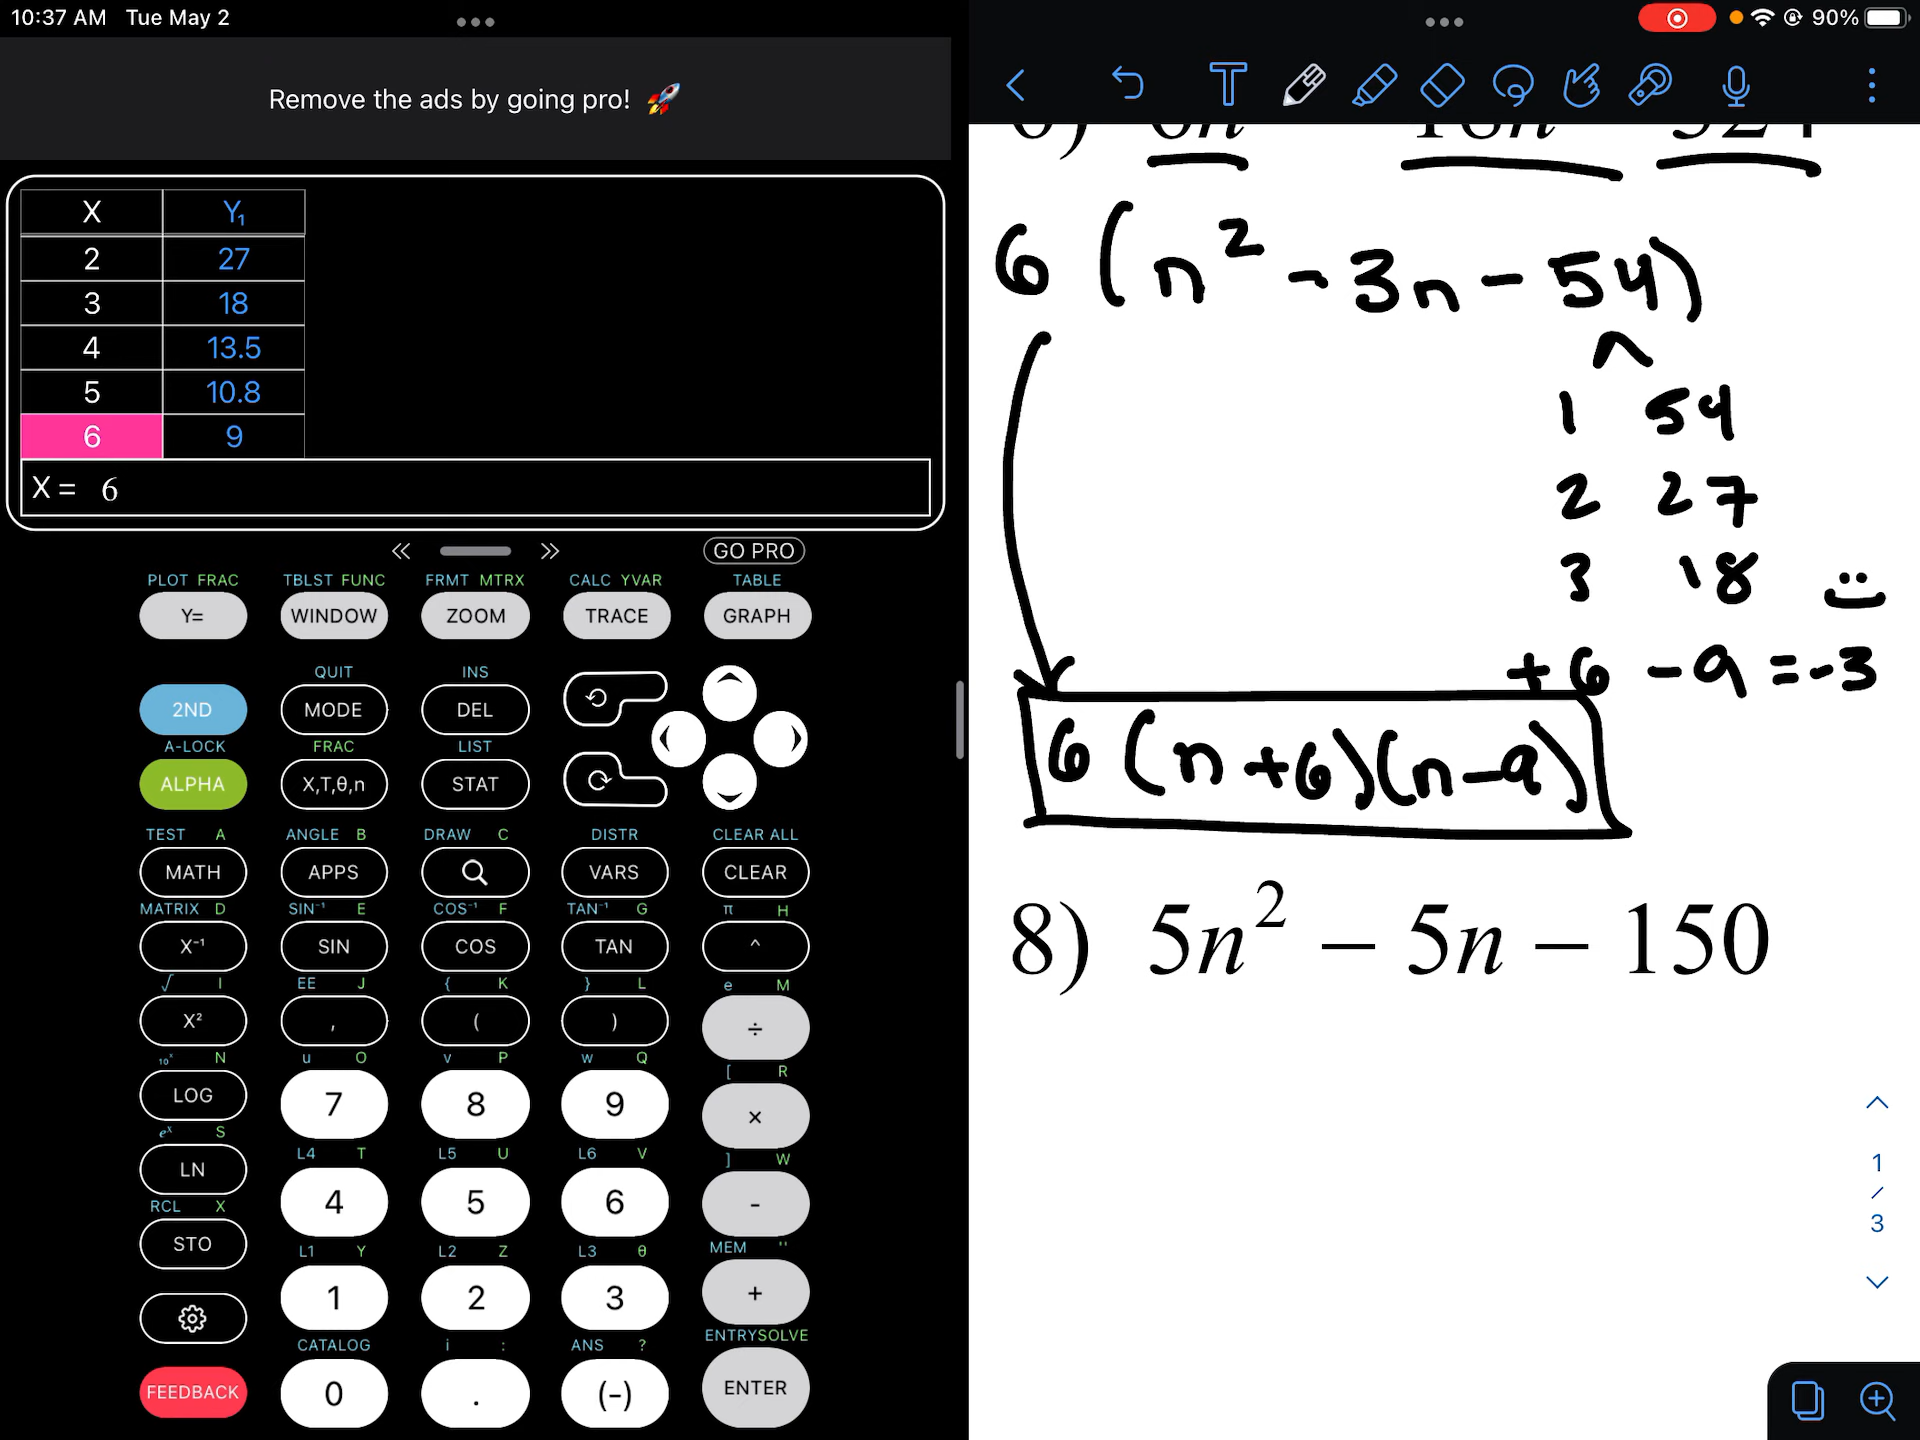 10:37 AM Tue May 2
90%
Remove the ads by going pro! 🚀
X Y₁
2 27
3 18
4 13.5
5 10.8
6 9
X = 6
GO PRO
PLOT FRAC TBLST FUNC FRMT MTRX CALC YVAR TABLE
Y= WINDOW ZOOM TRACE GRAPH
QUIT INS
2ND MODE DEL
A-LOCK FRAC LIST
ALPHA X,T,θ,n STAT
TEST A ANGLE B DRAW C DISTR CLEAR ALL
MATH APPS VARS CLEAR
MATRIX D SIN⁻¹ E COS⁻¹ F TAN⁻¹ G π H
X⁻¹ SIN COS TAN ^
√ I EE J { K } L e M
X² , ( ) ÷
10ˣ N u O v P w Q [ R
LOG 7 8 9 ×
eˣ S L4 T L5 U L6 V ] W
LN 4 5 6 -
RCL X L1 Y L2 Z L3 θ MEM "
STO 1 2 3 +
CATALOG i : ANS ? ENTRY SOLVE
FEEDBACK 0 . (-) ENTER
6 (n² - 3n - 54)
1 54
2 27
3 18
+6 -9 = -3
6 (n +6)(n -9)
8) 5n² − 5n − 150
1
/
3